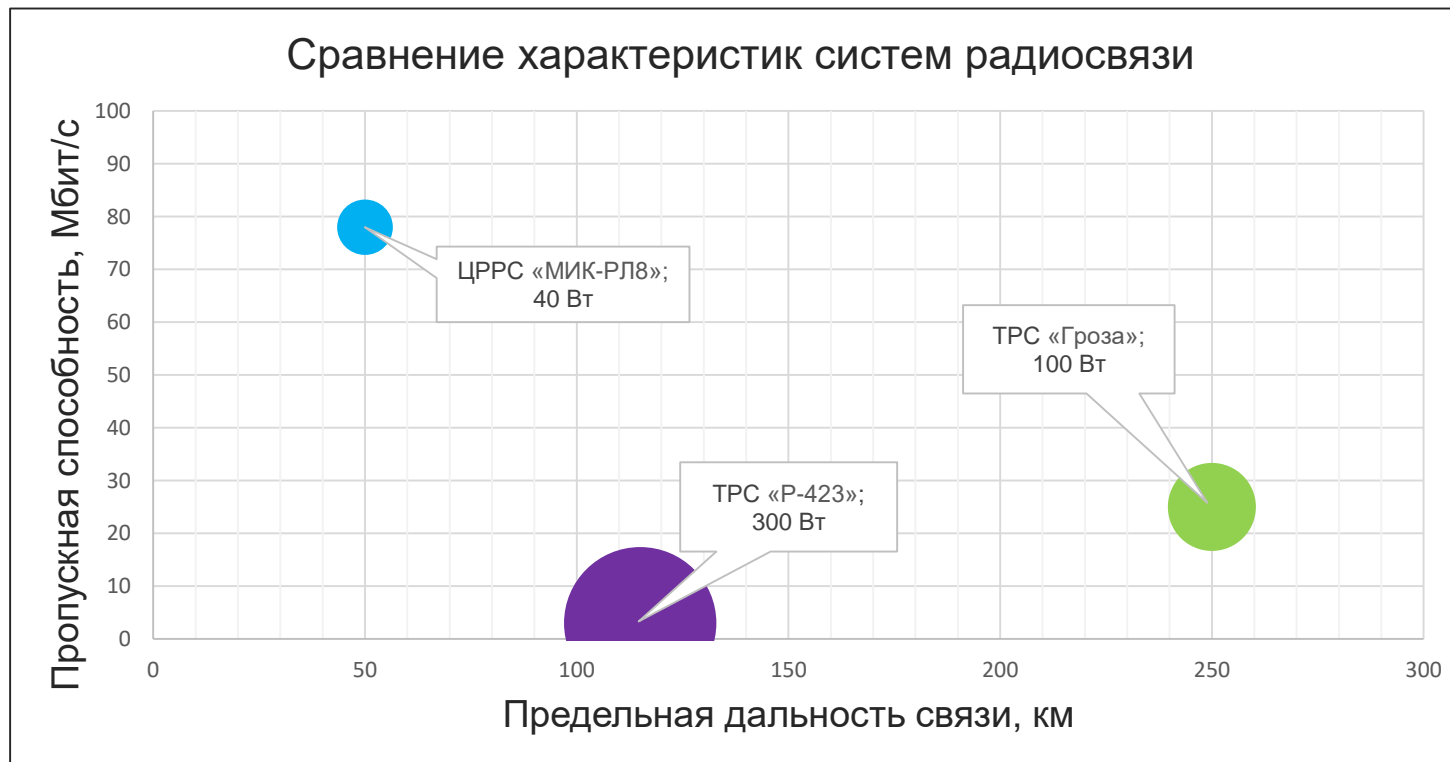 Сравнение характеристик систем радиосвязи
Пропускная способность, Мбит/с
100
90
80
70
60
50
40
30
20
10
0
ЦРРС «МИК-РЛ8»;
40 Вт
ТРС «Гроза»;
100 Вт
ТРС «Р-423»;
300 Вт
0 50 100 150 200 250 300
Предельная дальность связи, км